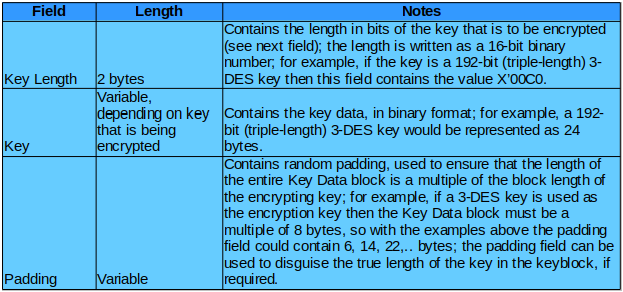 Field Length Notes
Contains the length in bits of the key that is to be encrypted
(see next field); the length is written as a 16-bit binary
number; for example, if the key is a 192-bit (triple-length) 3-
Key Length 2 bytes DES key then this field contains the value X'00C0.
Variable,
depending on key
that is being
encrypted
Key
Contains the key data, in binary format; for example, a 192-
bit (triple-length) 3-DES key would be represented as 24
bytes.
Contains random padding, used to ensure that the length of
the entire Key Data block is a multiple of the block length of
the encrypting key; for example, if a 3-DES key is used as
the encryption key then the Key Data block must be a
multiple of 8 bytes, so with the examples above the padding
field could contain 6, 14, 22,.. bytes; the padding field can be
used to disguise the true length of the key in the keyblock, if
Padding Variable required.